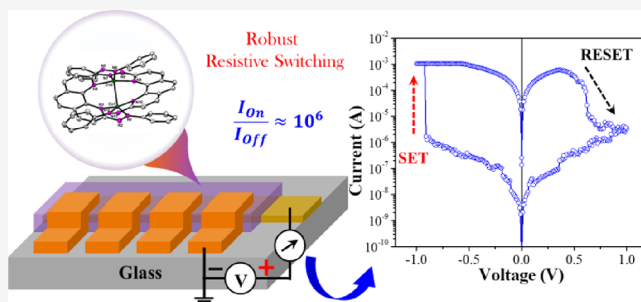 Robust
Resistive Switching
I_On / I_Off ≈ 10^6
Glass
−
V
+
10^-2
10^-3
10^-4
10^-5
10^-6
10^-7
10^-8
10^-9
10^-10
Current (A)
SET
RESET
-1.0
-0.5
0.0
0.5
1.0
Voltage (V)